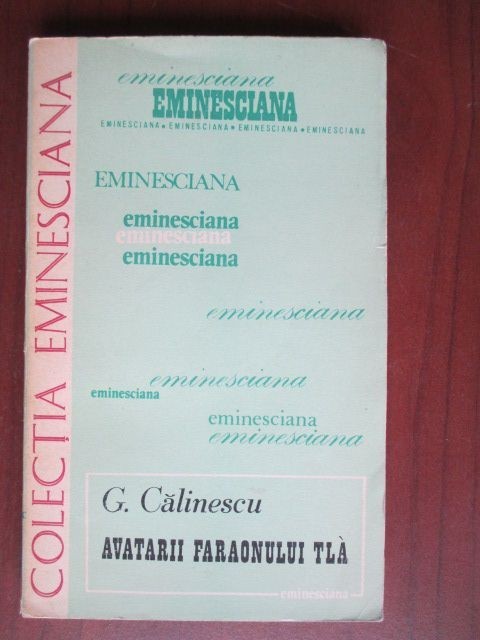 COLECȚIA EMINESCIANA
eminesciana
EMINESCIANA
EMINESCIANA • EMINESCIANA • EMINESCIANA • EMINESCIANA
EMINESCIANA
eminesciana
eminesciana
eminesciana
eminesciana
eminesciana
eminesciana
eminesciana
eminesciana
G. Călinescu
AVATARII FARAONULUI TLÀ
eminesciana